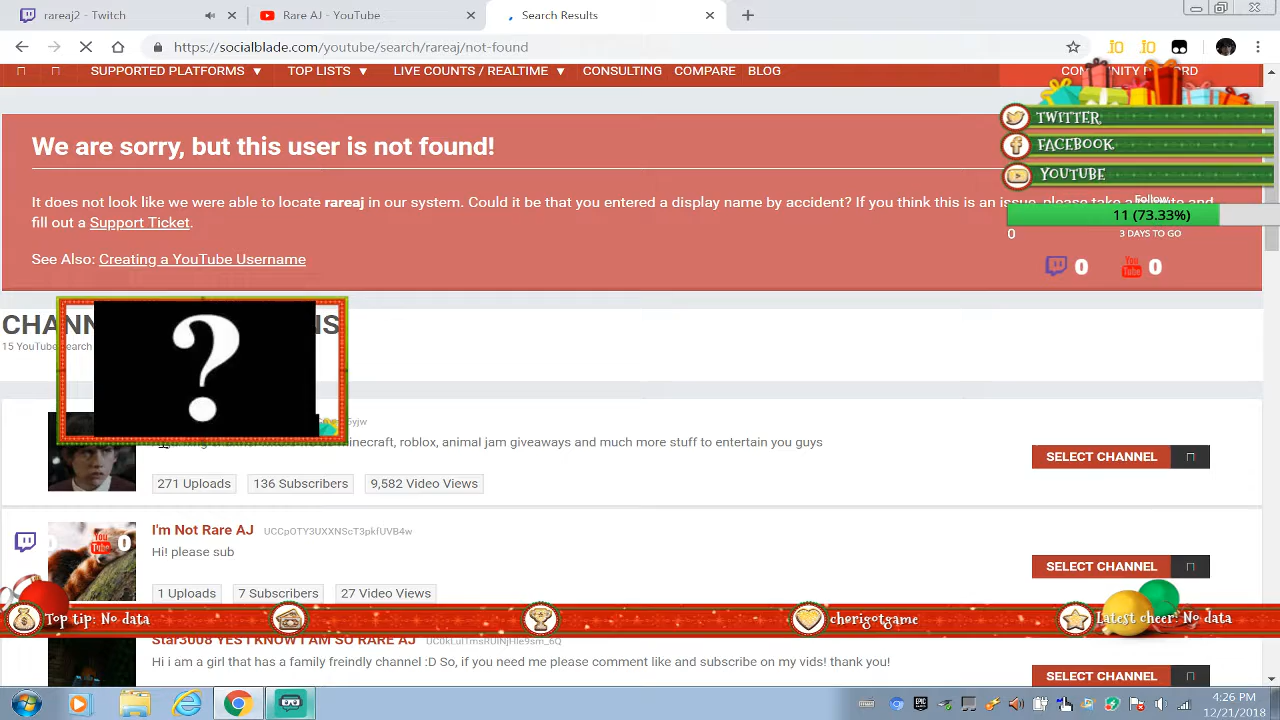 rareaj2 - Twitch
Rare AJ - YouTube
Search Results
https://socialblade.com/youtube/search/rareaj/not-found
SUPPORTED PLATFORMS
TOP LISTS
LIVE COUNTS / REALTIME
CONSULTING
COMPARE
BLOG
TWITTER
FACEBOOK
YOUTUBE
We are sorry, but this user is not found!
It does not look like we were able to locate rareaj in our system. Could it be that you entered a display name by accident? If you think this is an issue, please take a and
fill out a Support Ticket.
See Also: Creating a YouTube Username
Follow
11 (73.33%)
0
3 DAYS TO GO
0
You Tube
0
?
15 YouTube
minecraft, roblox, animal jam giveaways and much more stuff to entertain you guys
SELECT CHANNEL
271 Uploads
136 Subscribers
9,582 Video Views
I'm Not Rare AJ
UCCpOTY3UXXNScT3pkfUVB4w
Hi! please sub
SELECT CHANNEL
You Tube
0
1 Uploads
7 Subscribers
27 Video Views
Top tip: No data
cherigotgame
Latest cheer: No data
Star3008 YES I KNOW I AM SO RARE AJ
Hi i am a girl that has a family freindly channel :D So, if you need me please comment like and subscribe on my vids! thank you!
SELECT CHANNEL
4:26 PM
12/21/2018